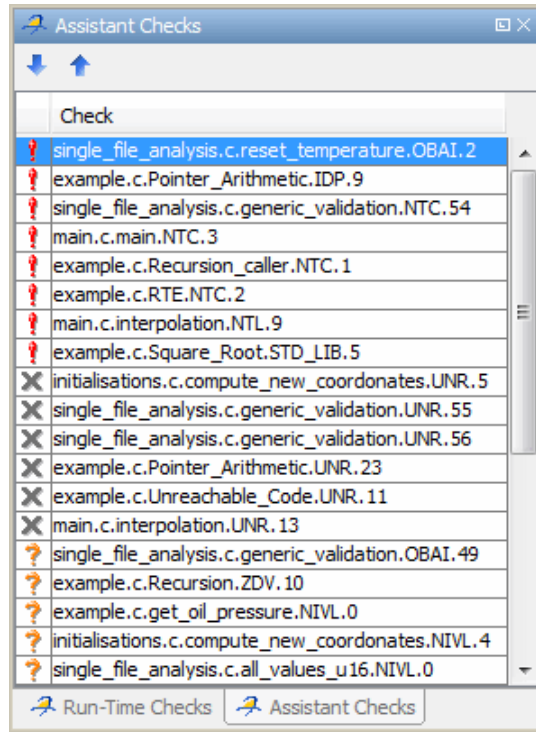 Assistant Checks
Check
single_file_analysis.c.reset_temperature.OBAI.2
example.c.Pointer_Arithmetic.IDP.9
single_file_analysis.c.generic_validation.NTC.54
main.c.main.NTC.3
example.c.Recursion_caller.NTC.1
example.c.RTE.NTC.2
main.c.interpolation.NTL.9
example.c.Square_Root.STD_LIB.5
initialisations.c.compute_new_coordonates.UNR.5
single_file_analysis.c.generic_validation.UNR.55
single_file_analysis.c.generic_validation.UNR.56
example.c.Pointer_Arithmetic.UNR.23
example.c.Unreachable_Code.UNR.11
main.c.interpolation.UNR.13
single_file_analysis.c.generic_validation.OBAI.49
example.c.Recursion.ZDV.10
example.c.get_oil_pressure.NIVL.0
initialisations.c.compute_new_coordonates.NIVL.4
single_file_analysis.c.all_values_u16.NIVL.0
Run-Time Checks Assistant Checks